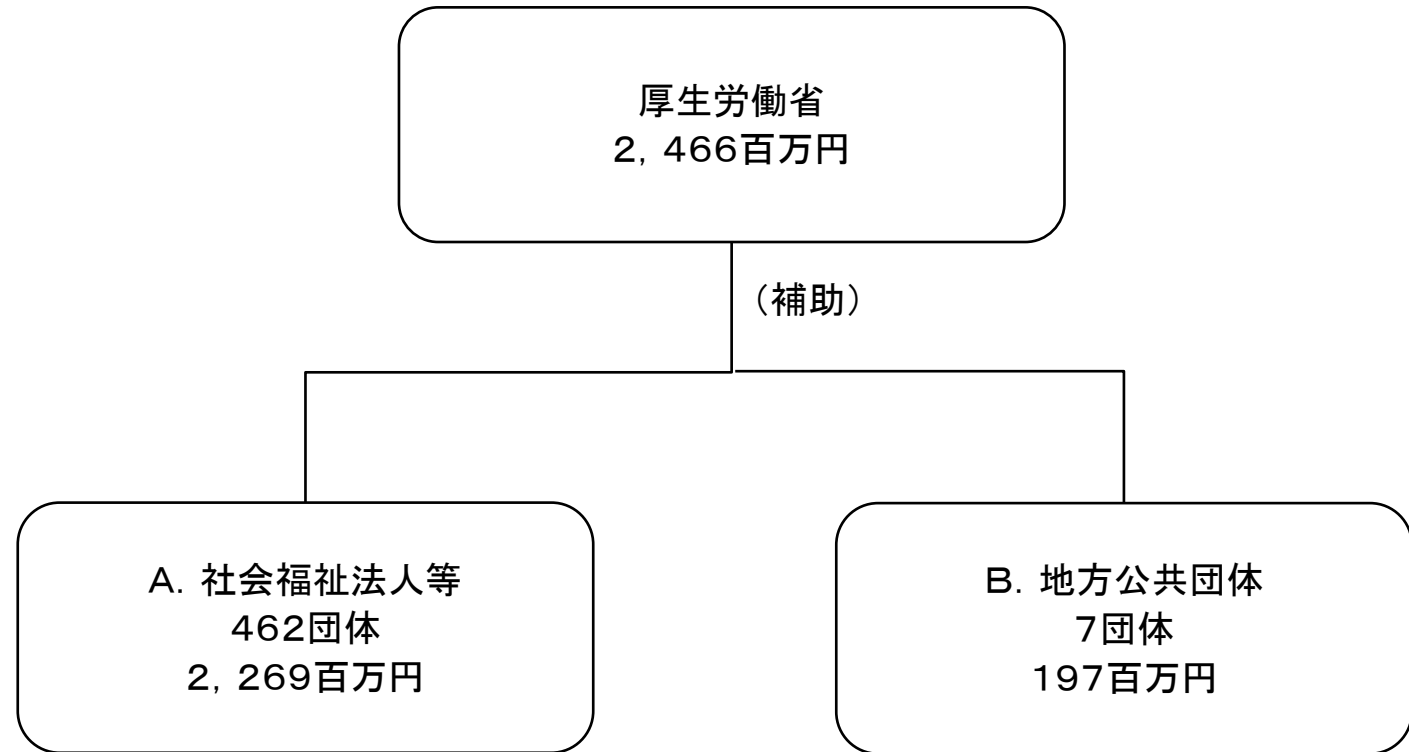 厚生労働省
２，４６６百万円
（補助）
Ａ．社会福祉法人等
４６２団体
２，２６９百万円
Ｂ．地方公共団体
７団体
１９７百万円